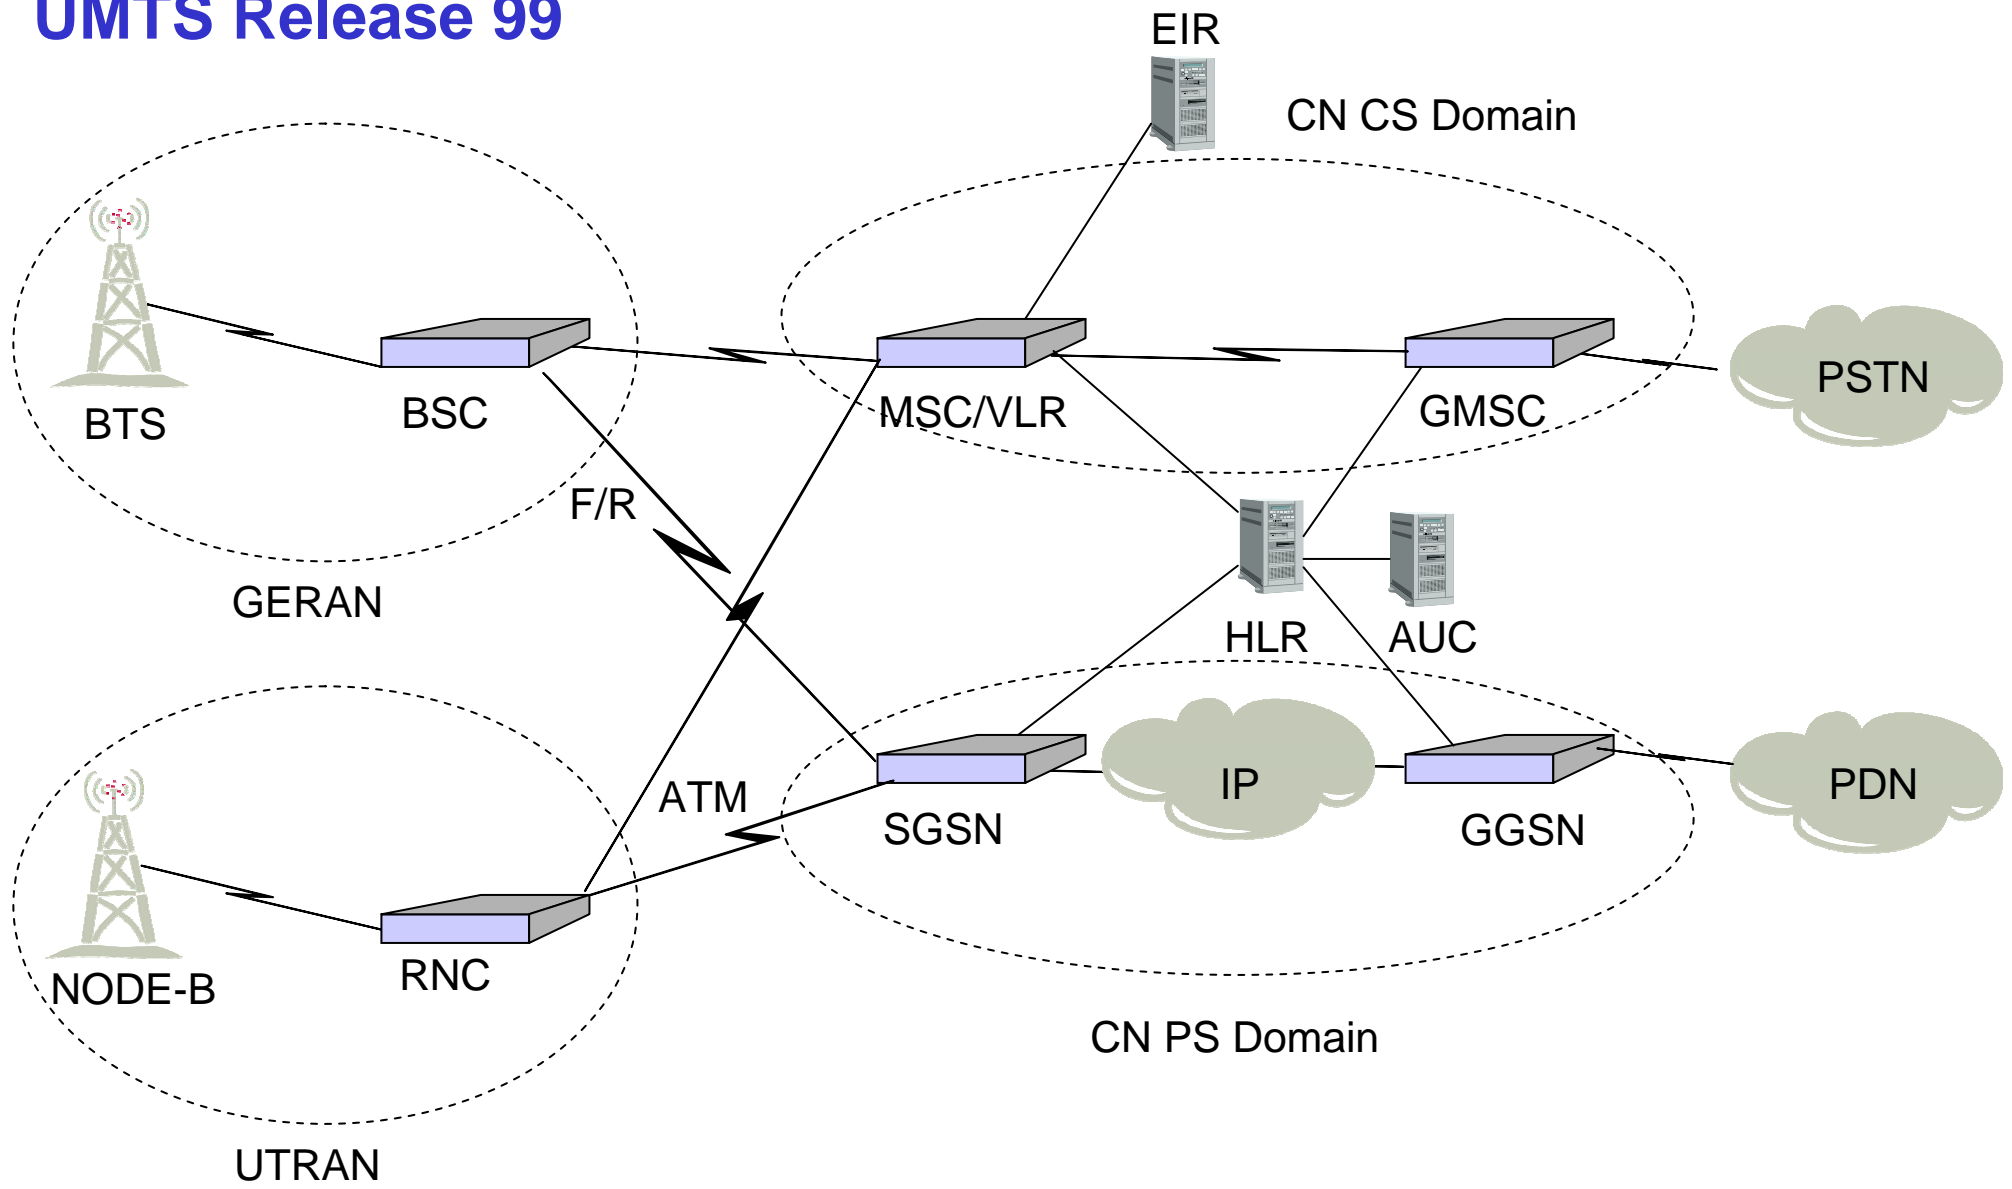 UMTS Release 99
EIR
CN CS Domain
BTS
BSC
MSC/VLR
GMSC
PSTN
F/R
GERAN
HLR
AUC
ATM
SGSN
IP
GGSN
PDN
NODE-B
RNC
CN PS Domain
UTRAN